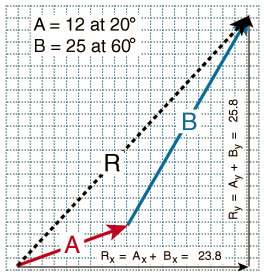 A = 12 at 20°
B = 25 at 60°
B
R
A
Rx = Ax + Bx = 23.8
Ry = Ay + By = 25.8